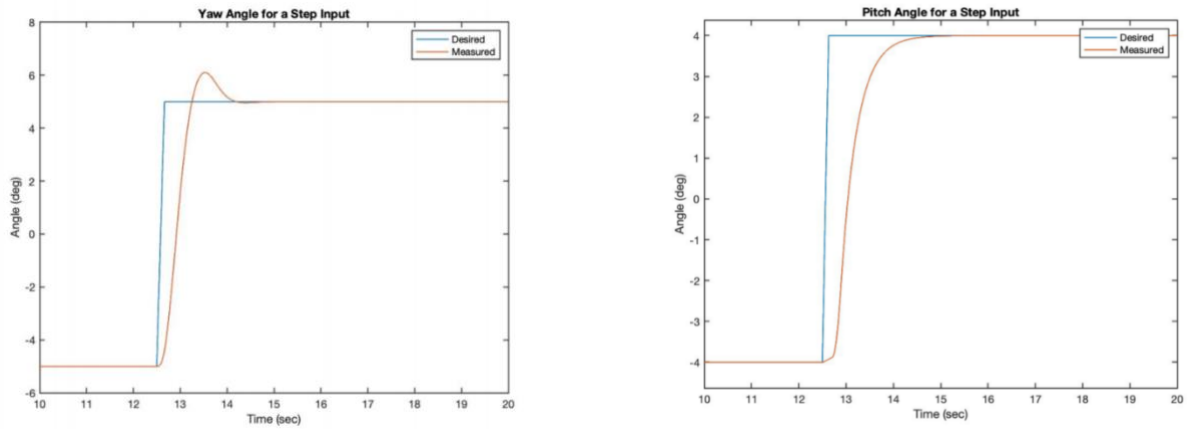 Yaw Angle for a Step Input
8
6
4
2
0
-2
-4
-6
Angle (deg)
10 11 12 13 14 15 16 17 18 19 20
Time (sec)
Desired
Measured
Pitch Angle for a Step Input
4
3
2
1
0
-1
-2
-3
-4
Angle (deg)
10 11 12 13 14 15 16 17 18 19 20
Time (sec)
Desired
Measured